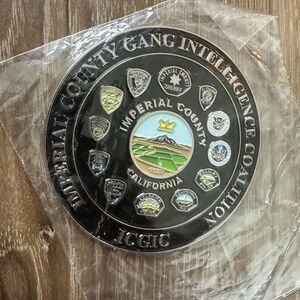 IMPERIAL COUNTY GANG INTELLIGENCE COALITION
ICGIC
IMPERIAL COUNTY
CALIFORNIA